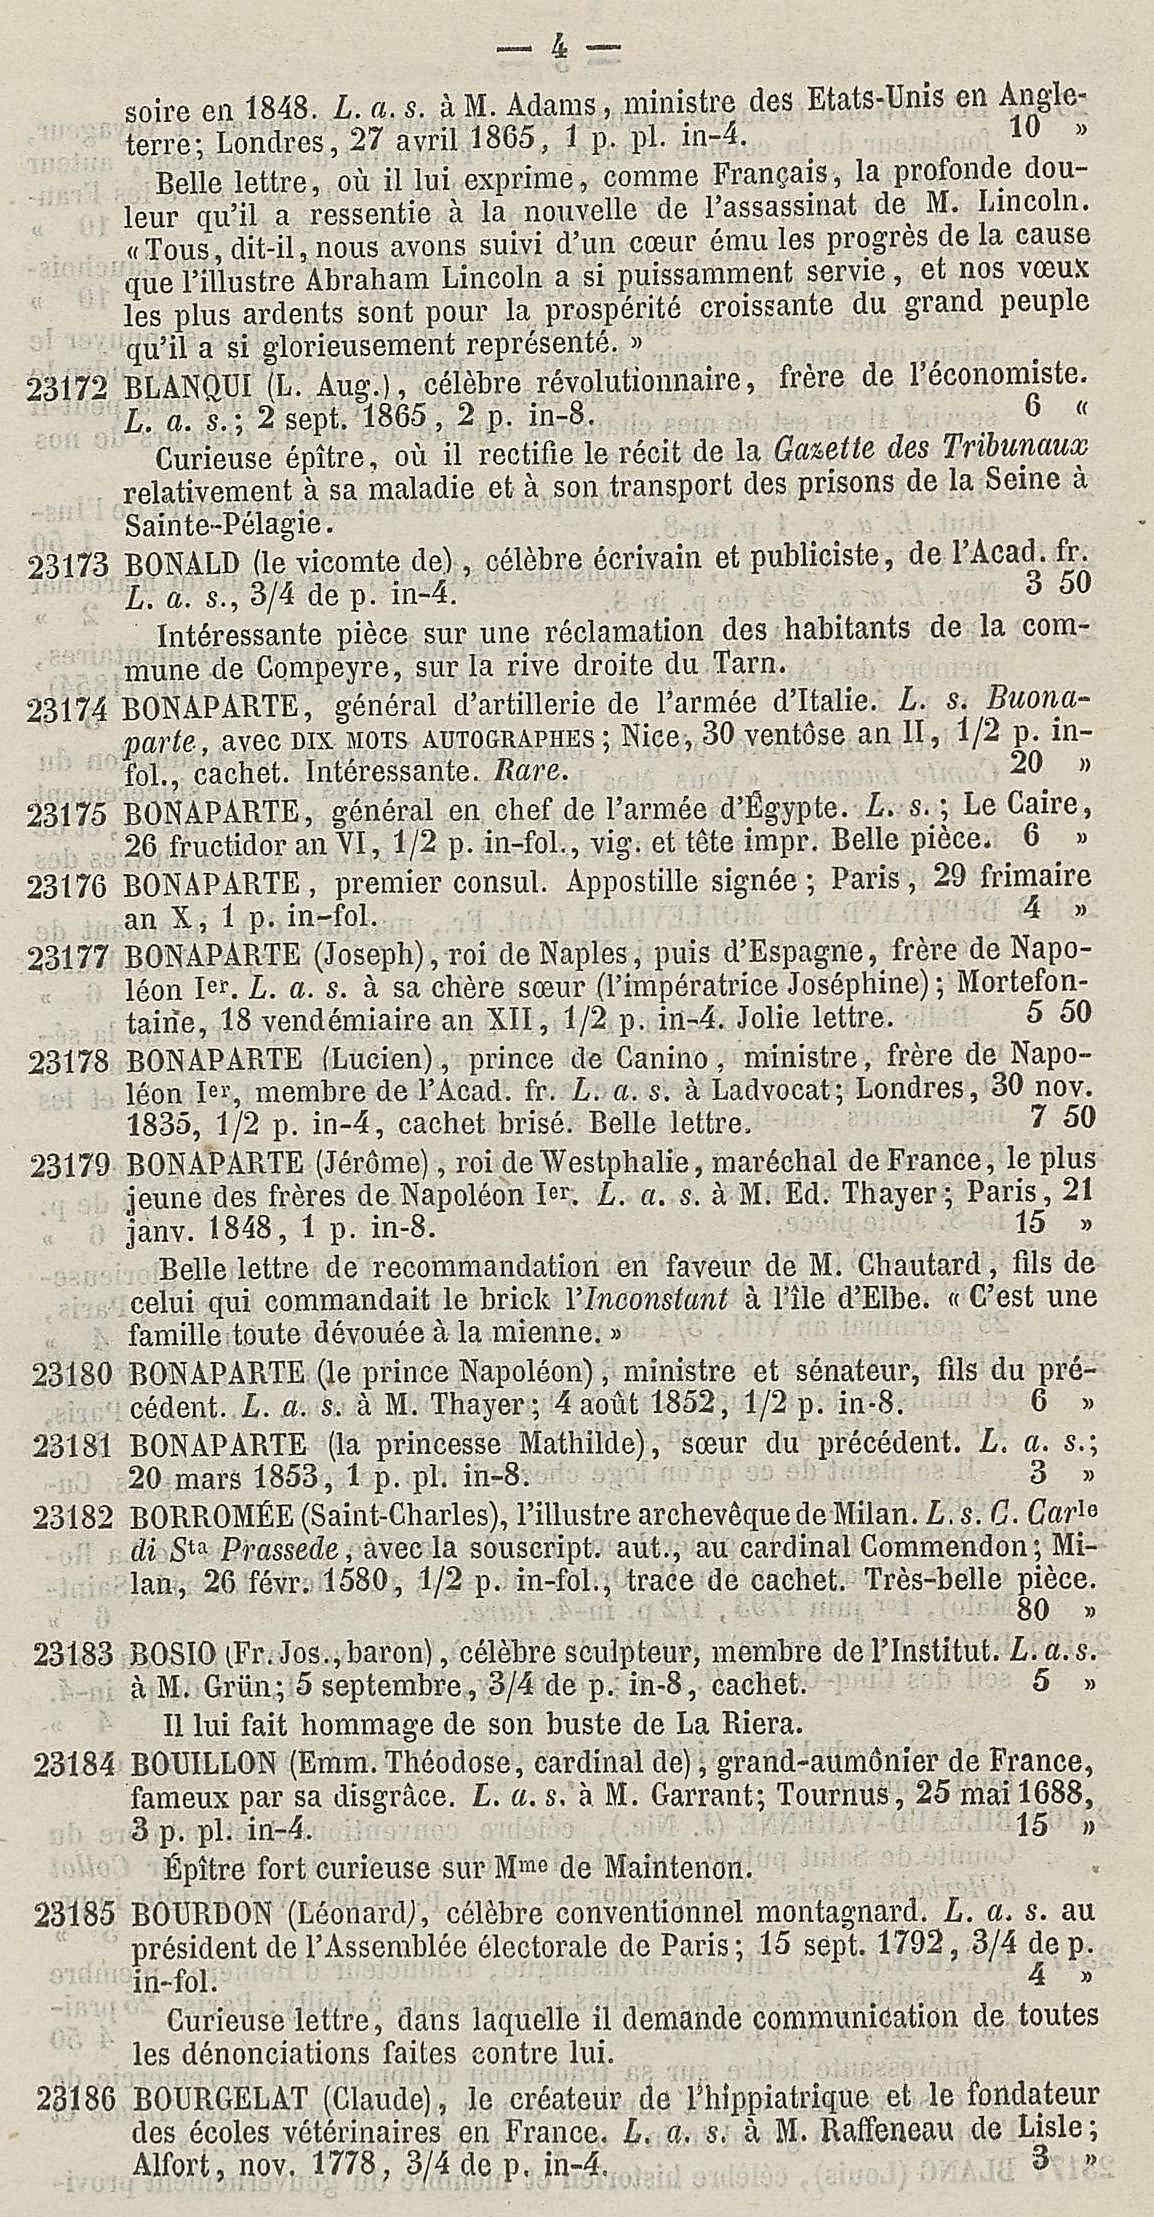 — 4 —
soire en 1848. L. a. s. à M. Adams, ministre des Etats-Unis en Angle-
terre; Londres, 27 avril 1865, 1 p. pl. in-4. 10 »
Belle lettre, où il lui exprime, comme Français, la profonde dou-
leur qu'il a ressentie à la nouvelle de l'assassinat de M. Lincoln.
« Tous, dit-il, nous avons suivi d'un cœur ému les progrès de la cause
que l'illustre Abraham Lincoln a si puissamment servie, et nos vœux
les plus ardents sont pour la prospérité croissante du grand peuple
qu'il a si glorieusement représenté. »
23172 BLANQUI (L. Aug.), célèbre révolutionnaire, frère de l'économiste.
L. a. s.; 2 sept. 1865, 2 p. in-8. 6 «
Curieuse épître, où il rectifie le récit de la Gazette des Tribunaux
relativement à sa maladie et à son transport des prisons de la Seine à
Sainte-Pélagie.
23173 BONALD (le vicomte de), célèbre écrivain et publiciste, de l'Acad. fr.
L. a. s., 3/4 de p. in-4. 3 50
Intéressante pièce sur une réclamation des habitants de la com-
mune de Compeyre, sur la rive droite du Tarn.
23174 BONAPARTE, général d'artillerie de l'armée d'Italie. L. s. Buona-
parte, avec DIX MOTS AUTOGRAPHES; Nice, 30 ventôse an II, 1/2 p. in-
fol., cachet. Intéressante. Rare. 20 »
23175 BONAPARTE, général en chef de l'armée d'Égypte. L. s.; Le Caire,
26 fructidor an VI, 1/2 p. in-fol., vig. et tête impr. Belle pièce. 6 »
23176 BONAPARTE, premier consul. Appostille signée; Paris, 29 frimaire
an X, 1 p. in-fol. 4 »
23177 BONAPARTE (Joseph), roi de Naples, puis d'Espagne, frère de Napo-
léon Ier. L. a. s. à sa chère sœur (l'impératrice Joséphine); Mortefon-
taine, 18 vendémiaire an XII, 1/2 p. in-4. Jolie lettre. 5 50
23178 BONAPARTE (Lucien), prince de Canino, ministre, frère de Napo-
léon Ier, membre de l'Acad. fr. L. a. s. à Ladvocat; Londres, 30 nov.
1835, 1/2 p. in-4, cachet brisé. Belle lettre. 7 50
23179 BONAPARTE (Jérôme), roi de Westphalie, maréchal de France, le plus
jeune des frères de Napoléon Ier. L. a. s. à M. Ed. Thayer; Paris, 21
janv. 1848, 1 p. in-8. 15 »
Belle lettre de recommandation en faveur de M. Chautard, fils de
celui qui commandait le brick l'Inconstant à l'île d'Elbe. « C'est une
famille toute dévouée à la mienne. »
23180 BONAPARTE (le prince Napoléon), ministre et sénateur, fils du pré-
cédent. L. a. s. à M. Thayer; 4 août 1852, 1/2 p. in-8. 6 »
23181 BONAPARTE (la princesse Mathilde), sœur du précédent. L. a. s.;
20 mars 1853, 1 p. pl. in-8. 3 »
23182 BORROMÉE (Saint-Charles), l'illustre archevêque de Milan. L. s. C. Carle
di Sta Prassede, avec la souscript. aut., au cardinal Commendon; Mi-
lan, 26 févr. 1580, 1/2 p. in-fol., trace de cachet. Très-belle pièce.
80 »
23183 BOSIO (Fr. Jos., baron), célèbre sculpteur, membre de l'Institut. L. a. s.
à M. Grün; 5 septembre, 3/4 de p. in-8, cachet. 5 »
Il lui fait hommage de son buste de La Riera.
23184 BOUILLON (Emm. Théodose, cardinal de), grand-aumônier de France,
fameux par sa disgrâce. L. a. s. à M. Garrant; Tournus, 25 mai 1688,
3 p. pl. in-4. 15 »
Épître fort curieuse sur Mme de Maintenon.
23185 BOURDON (Léonard), célèbre conventionnel montagnard. L. a. s. au
président de l'Assemblée électorale de Paris; 15 sept. 1792, 3/4 de p.
in-fol. 4 »
Curieuse lettre, dans laquelle il demande communication de toutes
les dénonciations faites contre lui.
23186 BOURGELAT (Claude), le créateur de l'hippiatrique et le fondateur
des écoles vétérinaires en France. L. a. s. à M. Raffeneau de Lisle;
Alfort, nov. 1778, 3/4 de p. in-4. 3 »